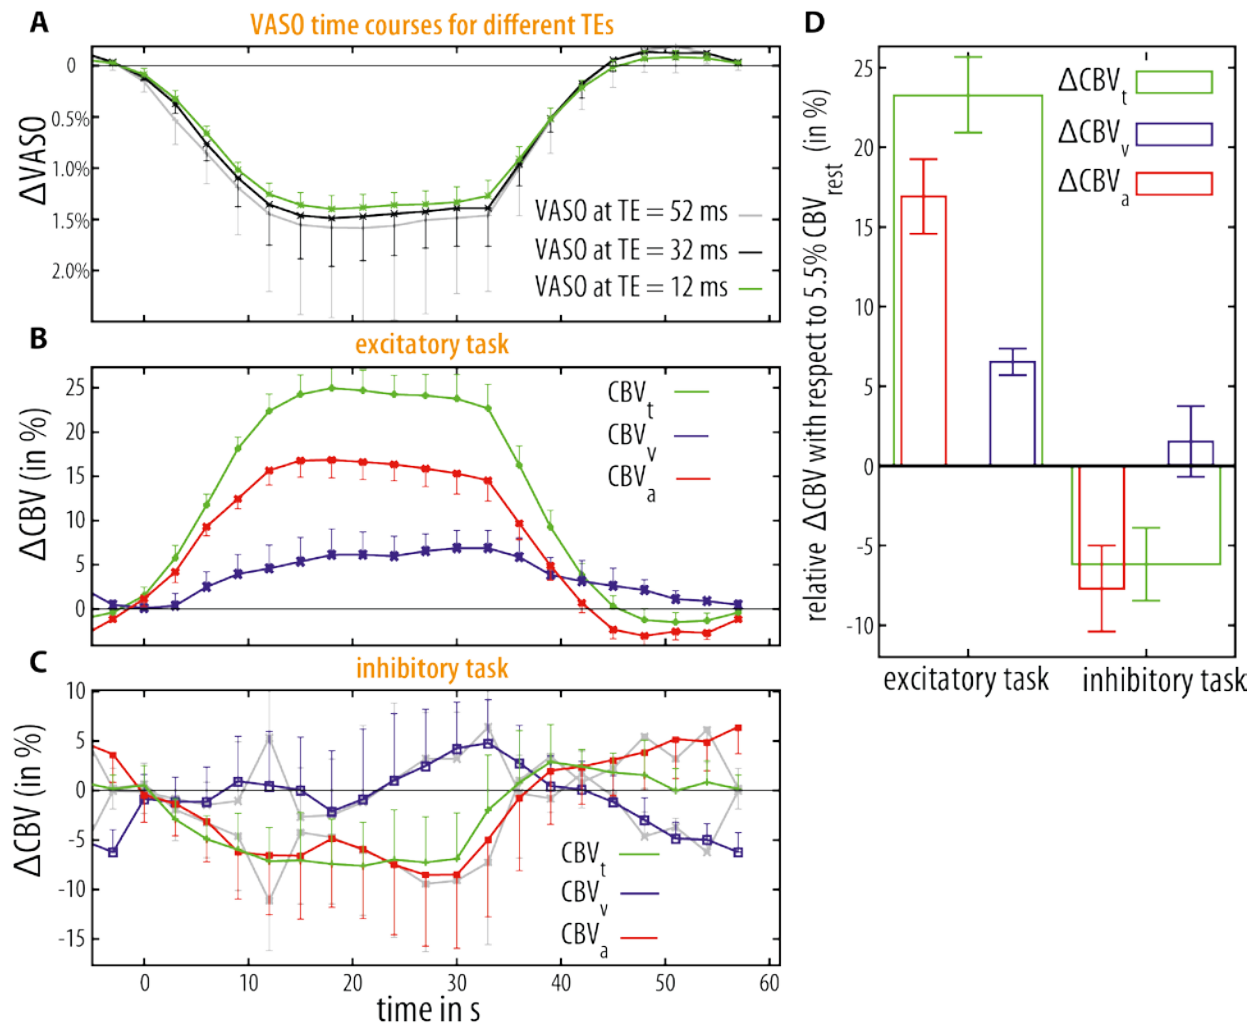 A
VASO time courses for different TEs
ΔVASO
0
0.5%
1.0%
1.5%
2.0%
VASO at TE = 52 ms
VASO at TE = 32 ms
VASO at TE = 12 ms
B
excitatory task
ΔCBV (in %)
25
20
15
10
5
0
CBVt
CBVv
CBVa
C
inhibitory task
ΔCBV (in %)
10
5
0
-5
-10
-15
CBVt
CBVv
CBVa
0 10 20 30 40 50 60
time in s
D
relative ΔCBV with respect to 5.5% CBVrest (in %)
25
20
15
10
5
0
-5
-10
ΔCBVt
ΔCBVv
ΔCBVa
excitatory task inhibitory task